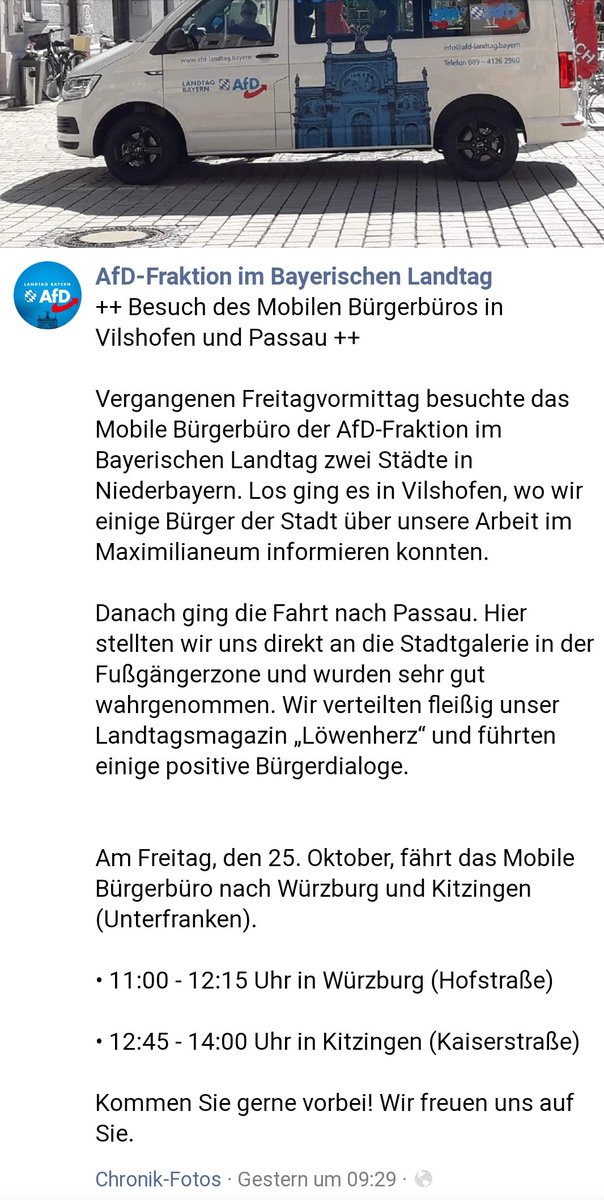 info@afd-landtag.bayern
www.afd-landtag.bayern
Telefon 089 – 4126 2960
LANDTAG
BAYERN
AfD
CH
LANDTAG BAYERN
AfD
AfD-Fraktion im Bayerischen Landtag
++ Besuch des Mobilen Bürgerbüros in
Vilshofen und Passau ++
Vergangenen Freitagvormittag besuchte das
Mobile Bürgerbüro der AfD-Fraktion im
Bayerischen Landtag zwei Städte in
Niederbayern. Los ging es in Vilshofen, wo wir
einige Bürger der Stadt über unsere Arbeit im
Maximilianeum informieren konnten.
Danach ging die Fahrt nach Passau. Hier
stellten wir uns direkt an die Stadtgalerie in der
Fußgängerzone und wurden sehr gut
wahrgenommen. Wir verteilten fleißig unser
Landtagsmagazin „Löwenherz“ und führten
einige positive Bürgerdialoge.
Am Freitag, den 25. Oktober, fährt das Mobile
Bürgerbüro nach Würzburg und Kitzingen
(Unterfranken).
• 11:00 - 12:15 Uhr in Würzburg (Hofstraße)
• 12:45 - 14:00 Uhr in Kitzingen (Kaiserstraße)
Kommen Sie gerne vorbei! Wir freuen uns auf
Sie.
Chronik-Fotos · Gestern um 09:29 ·